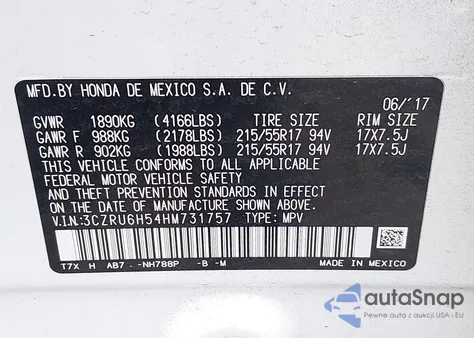 MFD.BY HONDA DE MEXICO S.A. DE C.V.
06/'17
GVWR 1890KG (4166LBS) TIRE SIZE RIM SIZE
GAWR F 988KG (2178LBS) 215/55R17 94V 17X7.5J
GAWR R 902KG (1988LBS) 215/55R17 94V 17X7.5J
THIS VEHICLE CONFORMS TO ALL APPLICABLE
FEDERAL MOTOR VEHICLE SAFETY AND
THEFT PREVENTION STANDARDS IN EFFECT
ON THE DATE OF MANUFACTURE SHOWN ABOVE.
V.I.N:3CZRU6H54HM731757 TYPE: MPV
T7X H AB7. -NH788P -B -M MADE IN MEXICO
autaSnap
Pewne auta z USA i EU